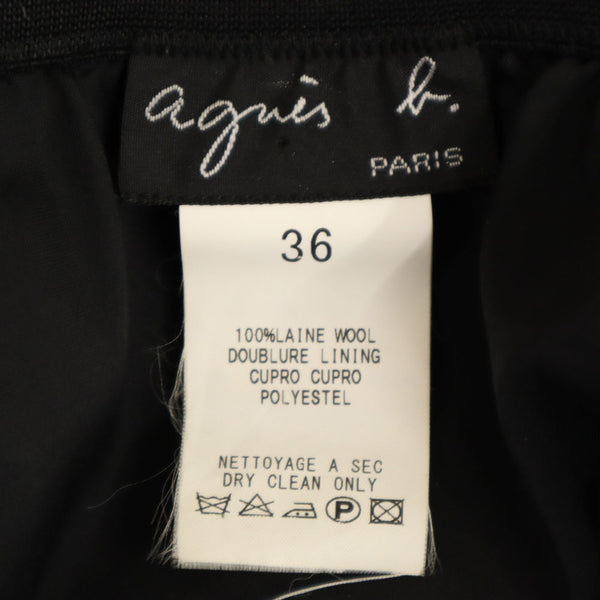 agnès b.
PARIS
36
100%LAINE WOOL
DOUBLURE LINING
CUPRO CUPRO
POLYESTEL
NETTOYAGE A SEC
DRY CLEAN ONLY
P